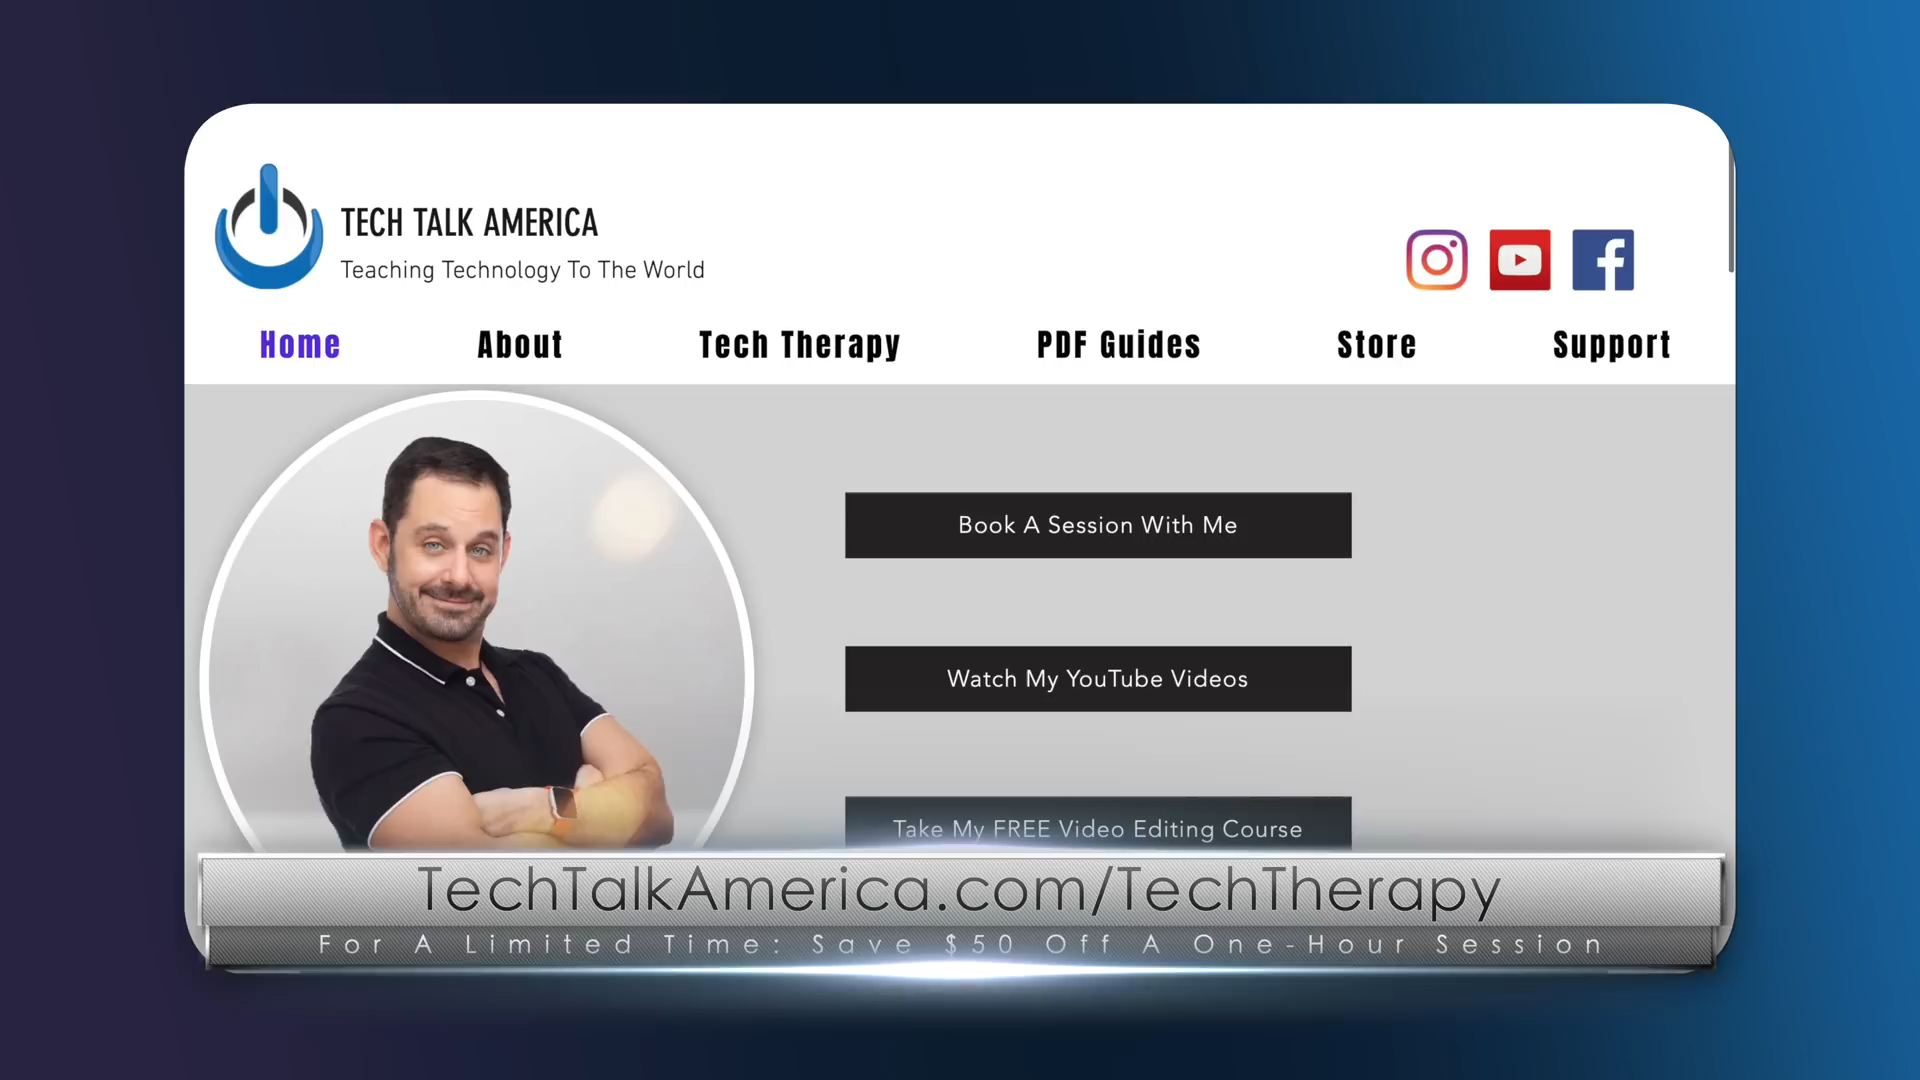 TECH TALK AMERICA
Teaching Technology To The World
Home About Tech Therapy PDF Guides Store Support
Book A Session With Me
Watch My YouTube Videos
Take My FREE Video Editing Course
TechTalkAmerica.com/TechTherapy
For A Limited Time: Save $50 Off A One-Hour Session